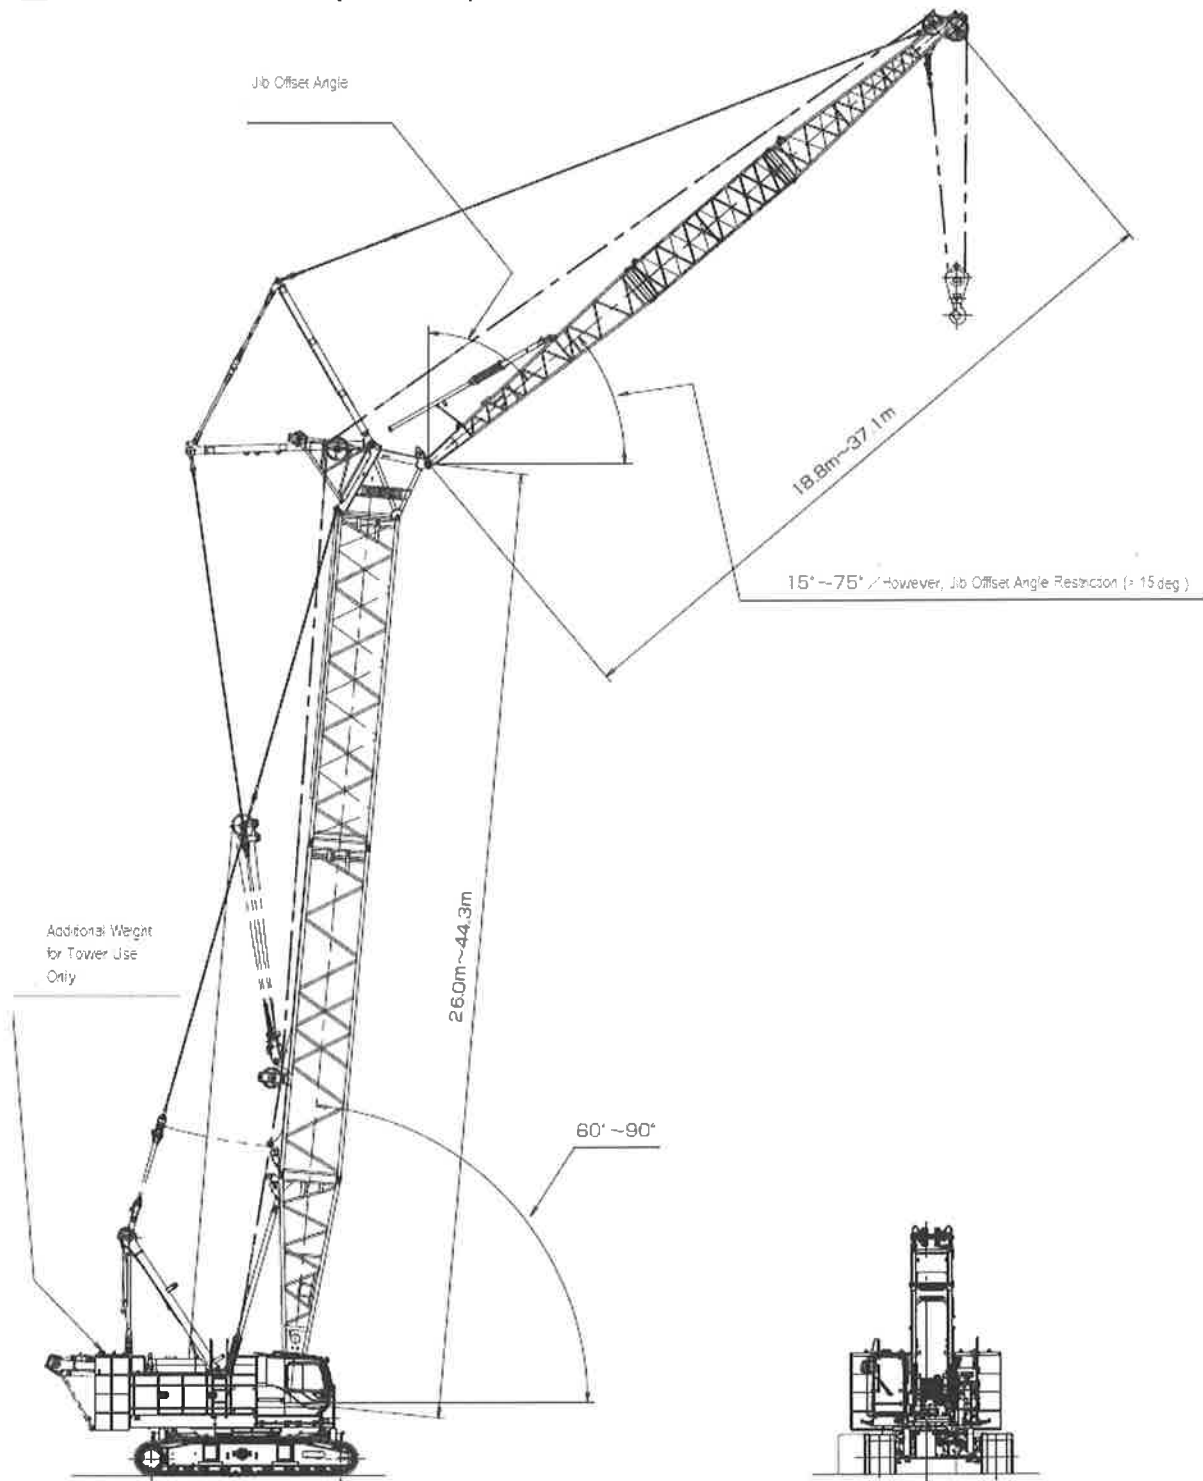 Jib Offset Angle
18.8m～37.1m
15°～75°／However, Jib Offset Angle Restriction (≥ 15 deg.)
Additional Weight
for Tower Use
Only
26.0m～44.3m
60°～90°